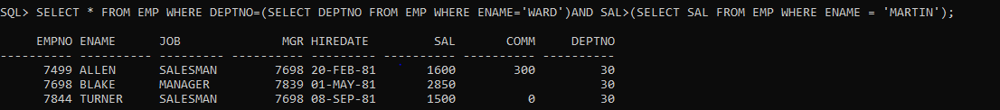 SQL> SELECT * FROM EMP WHERE DEPTNO=(SELECT DEPTNO FROM EMP WHERE ENAME='WARD')AND SAL>(SELECT SAL FROM EMP WHERE ENAME = 'MARTIN');
     EMPNO ENAME      JOB              MGR HIREDATE         SAL       COMM     DEPTNO
---------- ---------- --------- ---------- --------- ---------- ---------- ----------
      7499 ALLEN      SALESMAN        7698 20-FEB-81       1600        300         30
      7698 BLAKE      MANAGER         7839 01-MAY-81       2850                    30
      7844 TURNER     SALESMAN        7698 08-SEP-81       1500          0         30